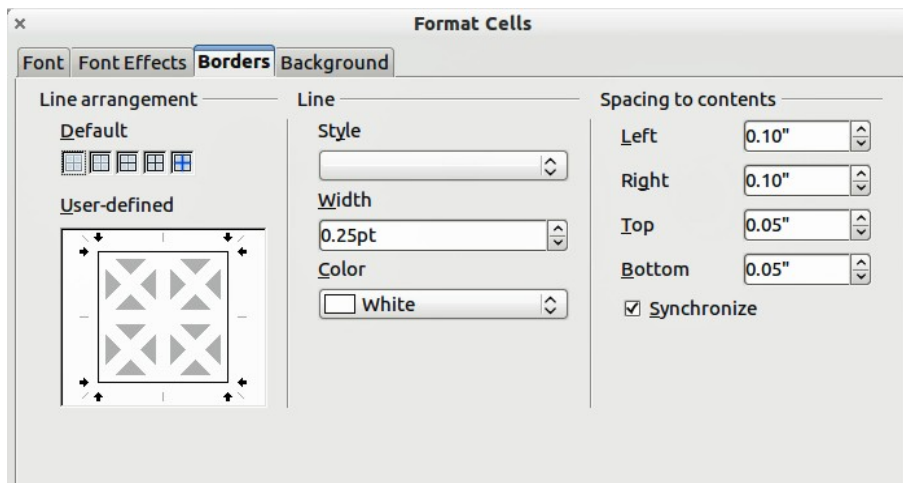 Format Cells
Font Font Effects Borders Background
Line arrangement
Default
User-defined
Line
Style
Width
0.25pt
Color
White
Spacing to contents
Left 0.10"
Right 0.10"
Top 0.05"
Bottom 0.05"
Synchronize